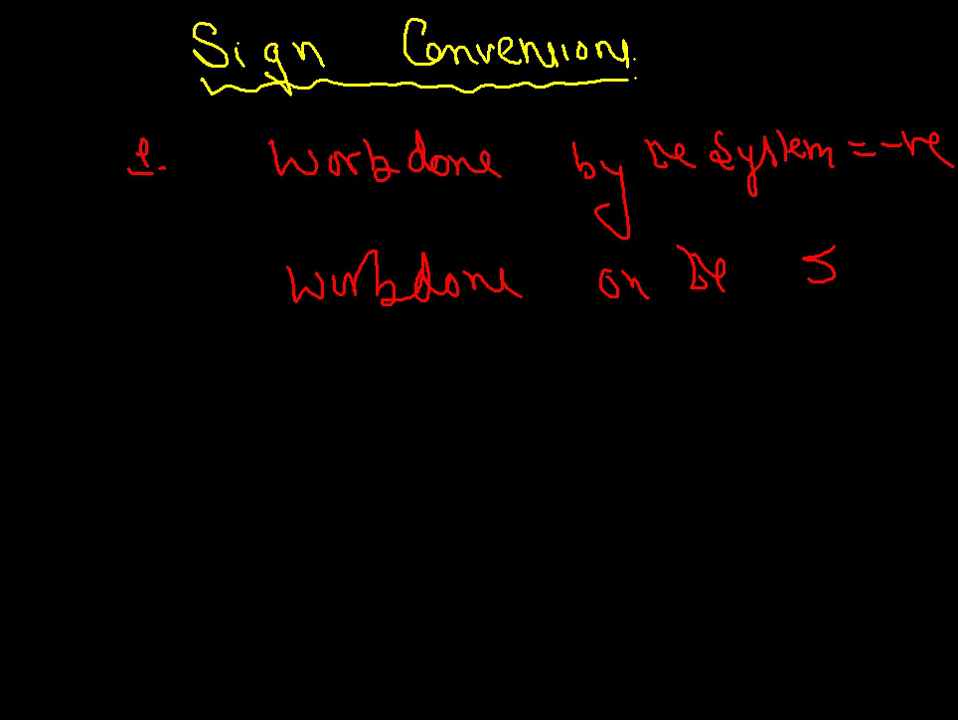 Sign Conventions.
1. Workdone by the System = -ve
Workdone on the S